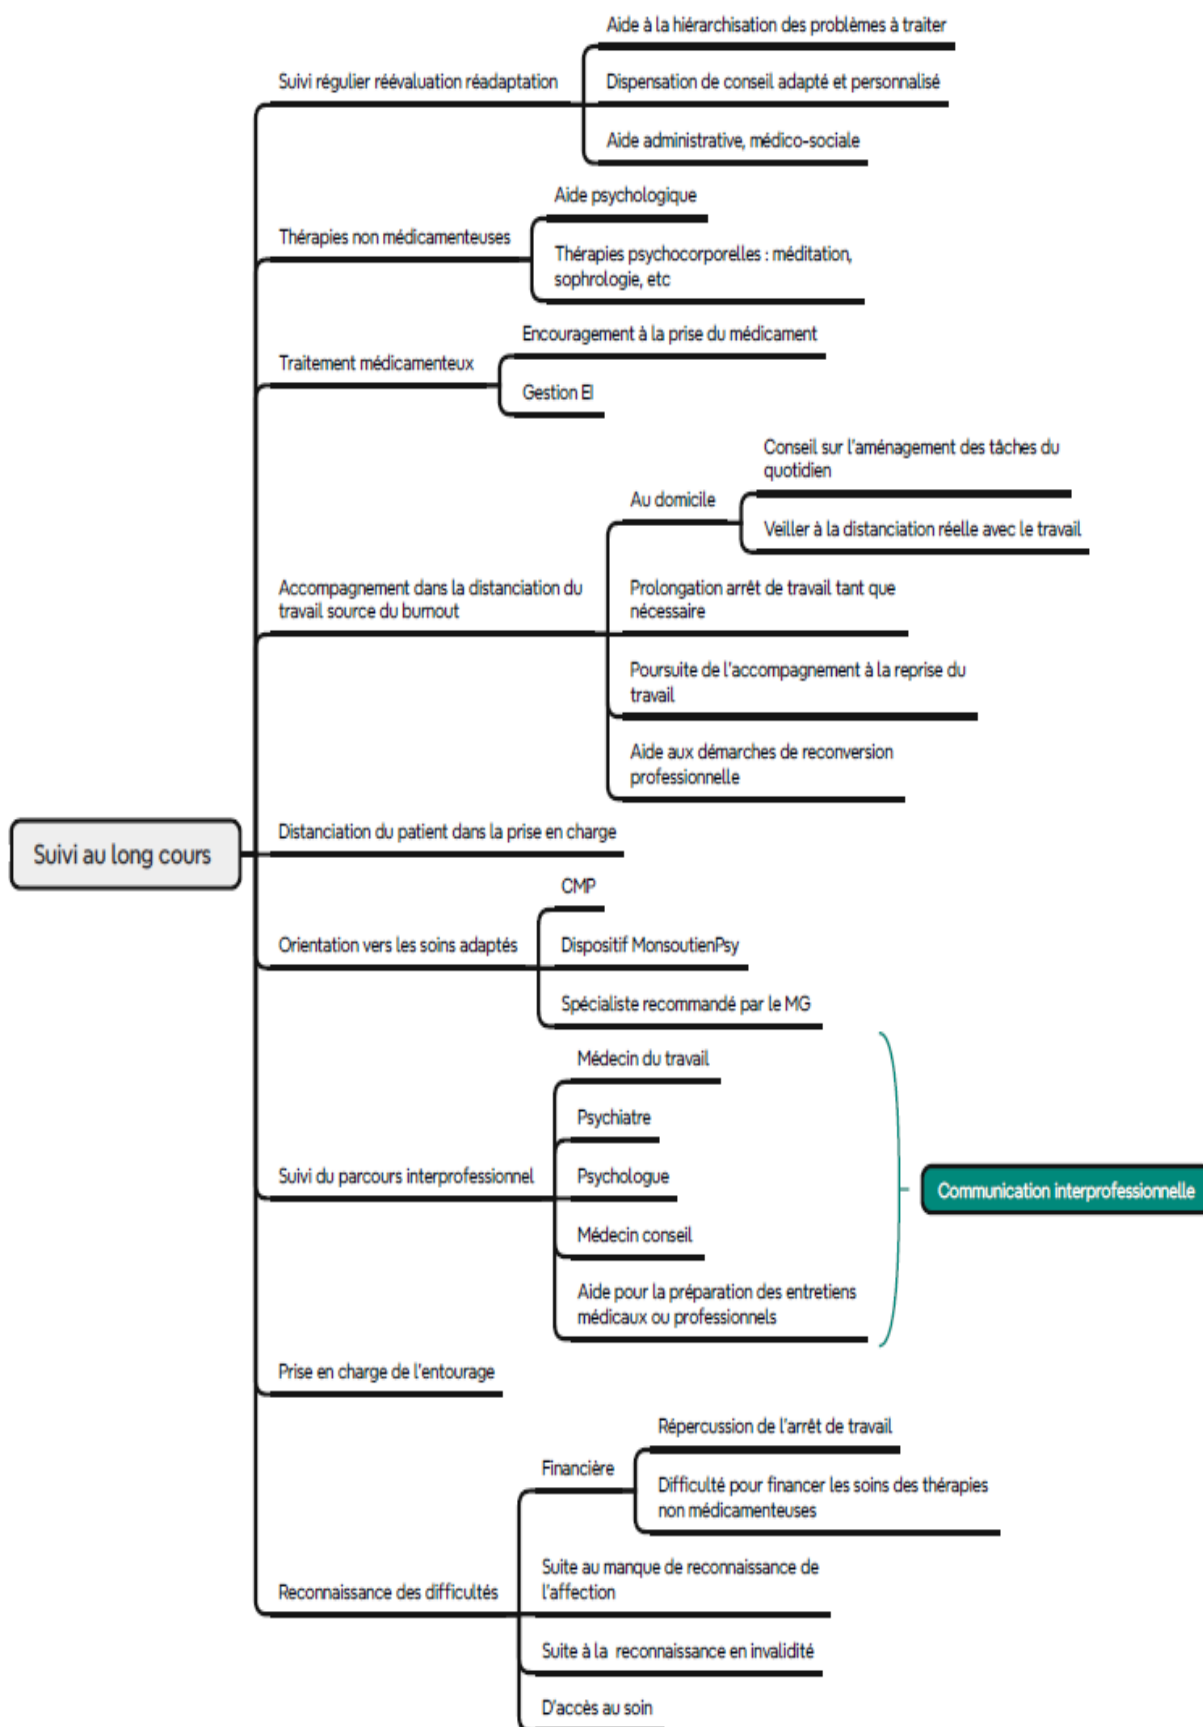 Suivi au long cours
Suivi régulier réévaluation réadaptation
Aide à la hiérarchisation des problèmes à traiter
Dispensation de conseil adapté et personnalisé
Aide administrative, médico-sociale
Thérapies non médicamenteuses
Aide psychologique
Thérapies psychocorporelles : méditation,
sophrologie, etc
Traitement médicamenteux
Encouragement à la prise du médicament
Gestion EI
Accompagnement dans la distanciation du
travail source du burnout
Au domicile
Conseil sur l'aménagement des tâches du
quotidien
Veiller à la distanciation réelle avec le travail
Prolongation arrêt de travail tant que
nécessaire
Poursuite de l'accompagnement à la reprise du
travail
Aide aux démarches de reconversion
professionnelle
Distanciation du patient dans la prise en charge
Orientation vers les soins adaptés
CMP
Dispositif MonsoutienPsy
Spécialiste recommandé par le MG
Suivi du parcours interprofessionnel
Médecin du travail
Psychiatre
Psychologue
Médecin conseil
Aide pour la préparation des entretiens
médicaux ou professionnels
Communication interprofessionnelle
Prise en charge de l'entourage
Reconnaissance des difficultés
Financière
Répercussion de l'arrêt de travail
Difficulté pour financer les soins des thérapies
non médicamenteuses
Suite au manque de reconnaissance de
l'affection
Suite à la reconnaissance en invalidité
D'accès au soin